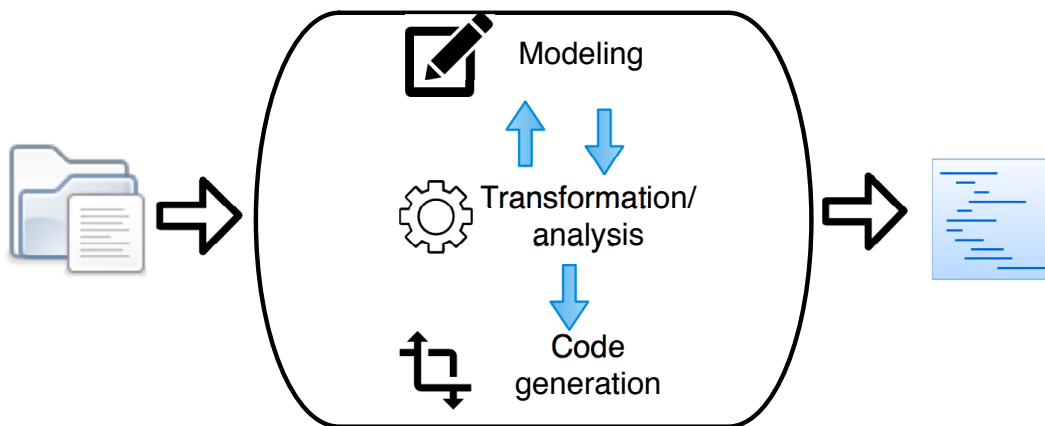 Modeling
Transformation/
analysis
Code
generation